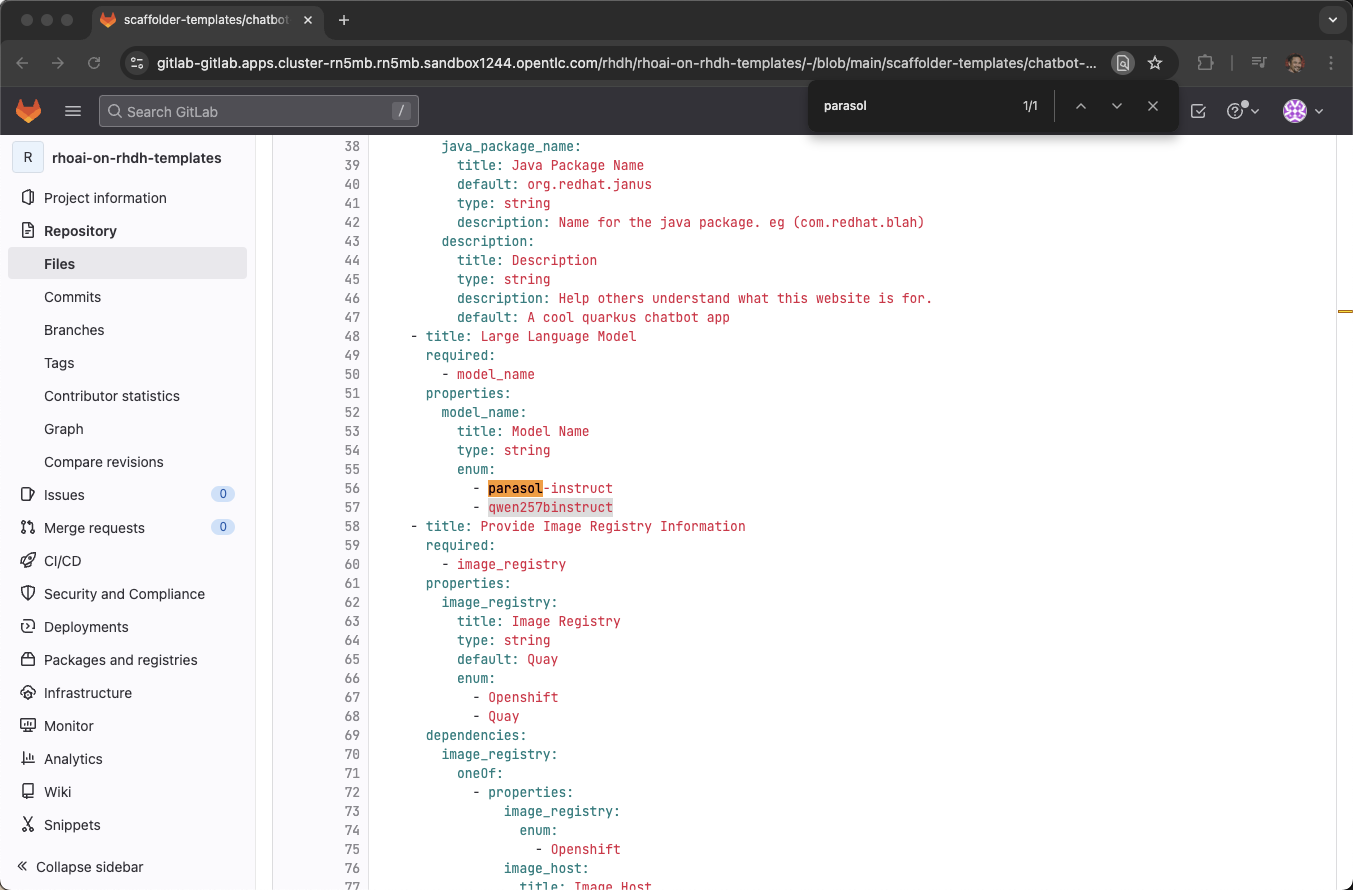 scaffolder-templates/chatbot
gitlab-gitlab.apps.cluster-rn5mb.rn5mb.sandbox1244.opentlc.com/rhdh/rhoai-on-rhdh-templates/-/blob/main/scaffolder-templates/chatbot-...
Search GitLab /
parasol 1/1
R rhoai-on-rhdh-templates
Project information
Repository
Files
Commits
Branches
Tags
Contributor statistics
Graph
Compare revisions
Issues 0
Merge requests 0
CI/CD
Security and Compliance
Deployments
Packages and registries
Infrastructure
Monitor
Analytics
Wiki
Snippets
Collapse sidebar
38 java_package_name:
39 title: Java Package Name
40 default: org.redhat.janus
41 type: string
42 description: Name for the java package. eg (com.redhat.blah)
43 description:
44 title: Description
45 type: string
46 description: Help others understand what this website is for.
47 default: A cool quarkus chatbot app
48 - title: Large Language Model
49 required:
50 - model_name
51 properties:
52 model_name:
53 title: Model Name
54 type: string
55 enum:
56 - parasol-instruct
57 - qwen257binstruct
58 - title: Provide Image Registry Information
59 required:
60 - image_registry
61 properties:
62 image_registry:
63 title: Image Registry
64 type: string
65 default: Quay
66 enum:
67 - Openshift
68 - Quay
69 dependencies:
70 image_registry:
71 oneOf:
72 - properties:
73 image_registry:
74 enum:
75 - Openshift
76 image_host:
77 title: Image Host